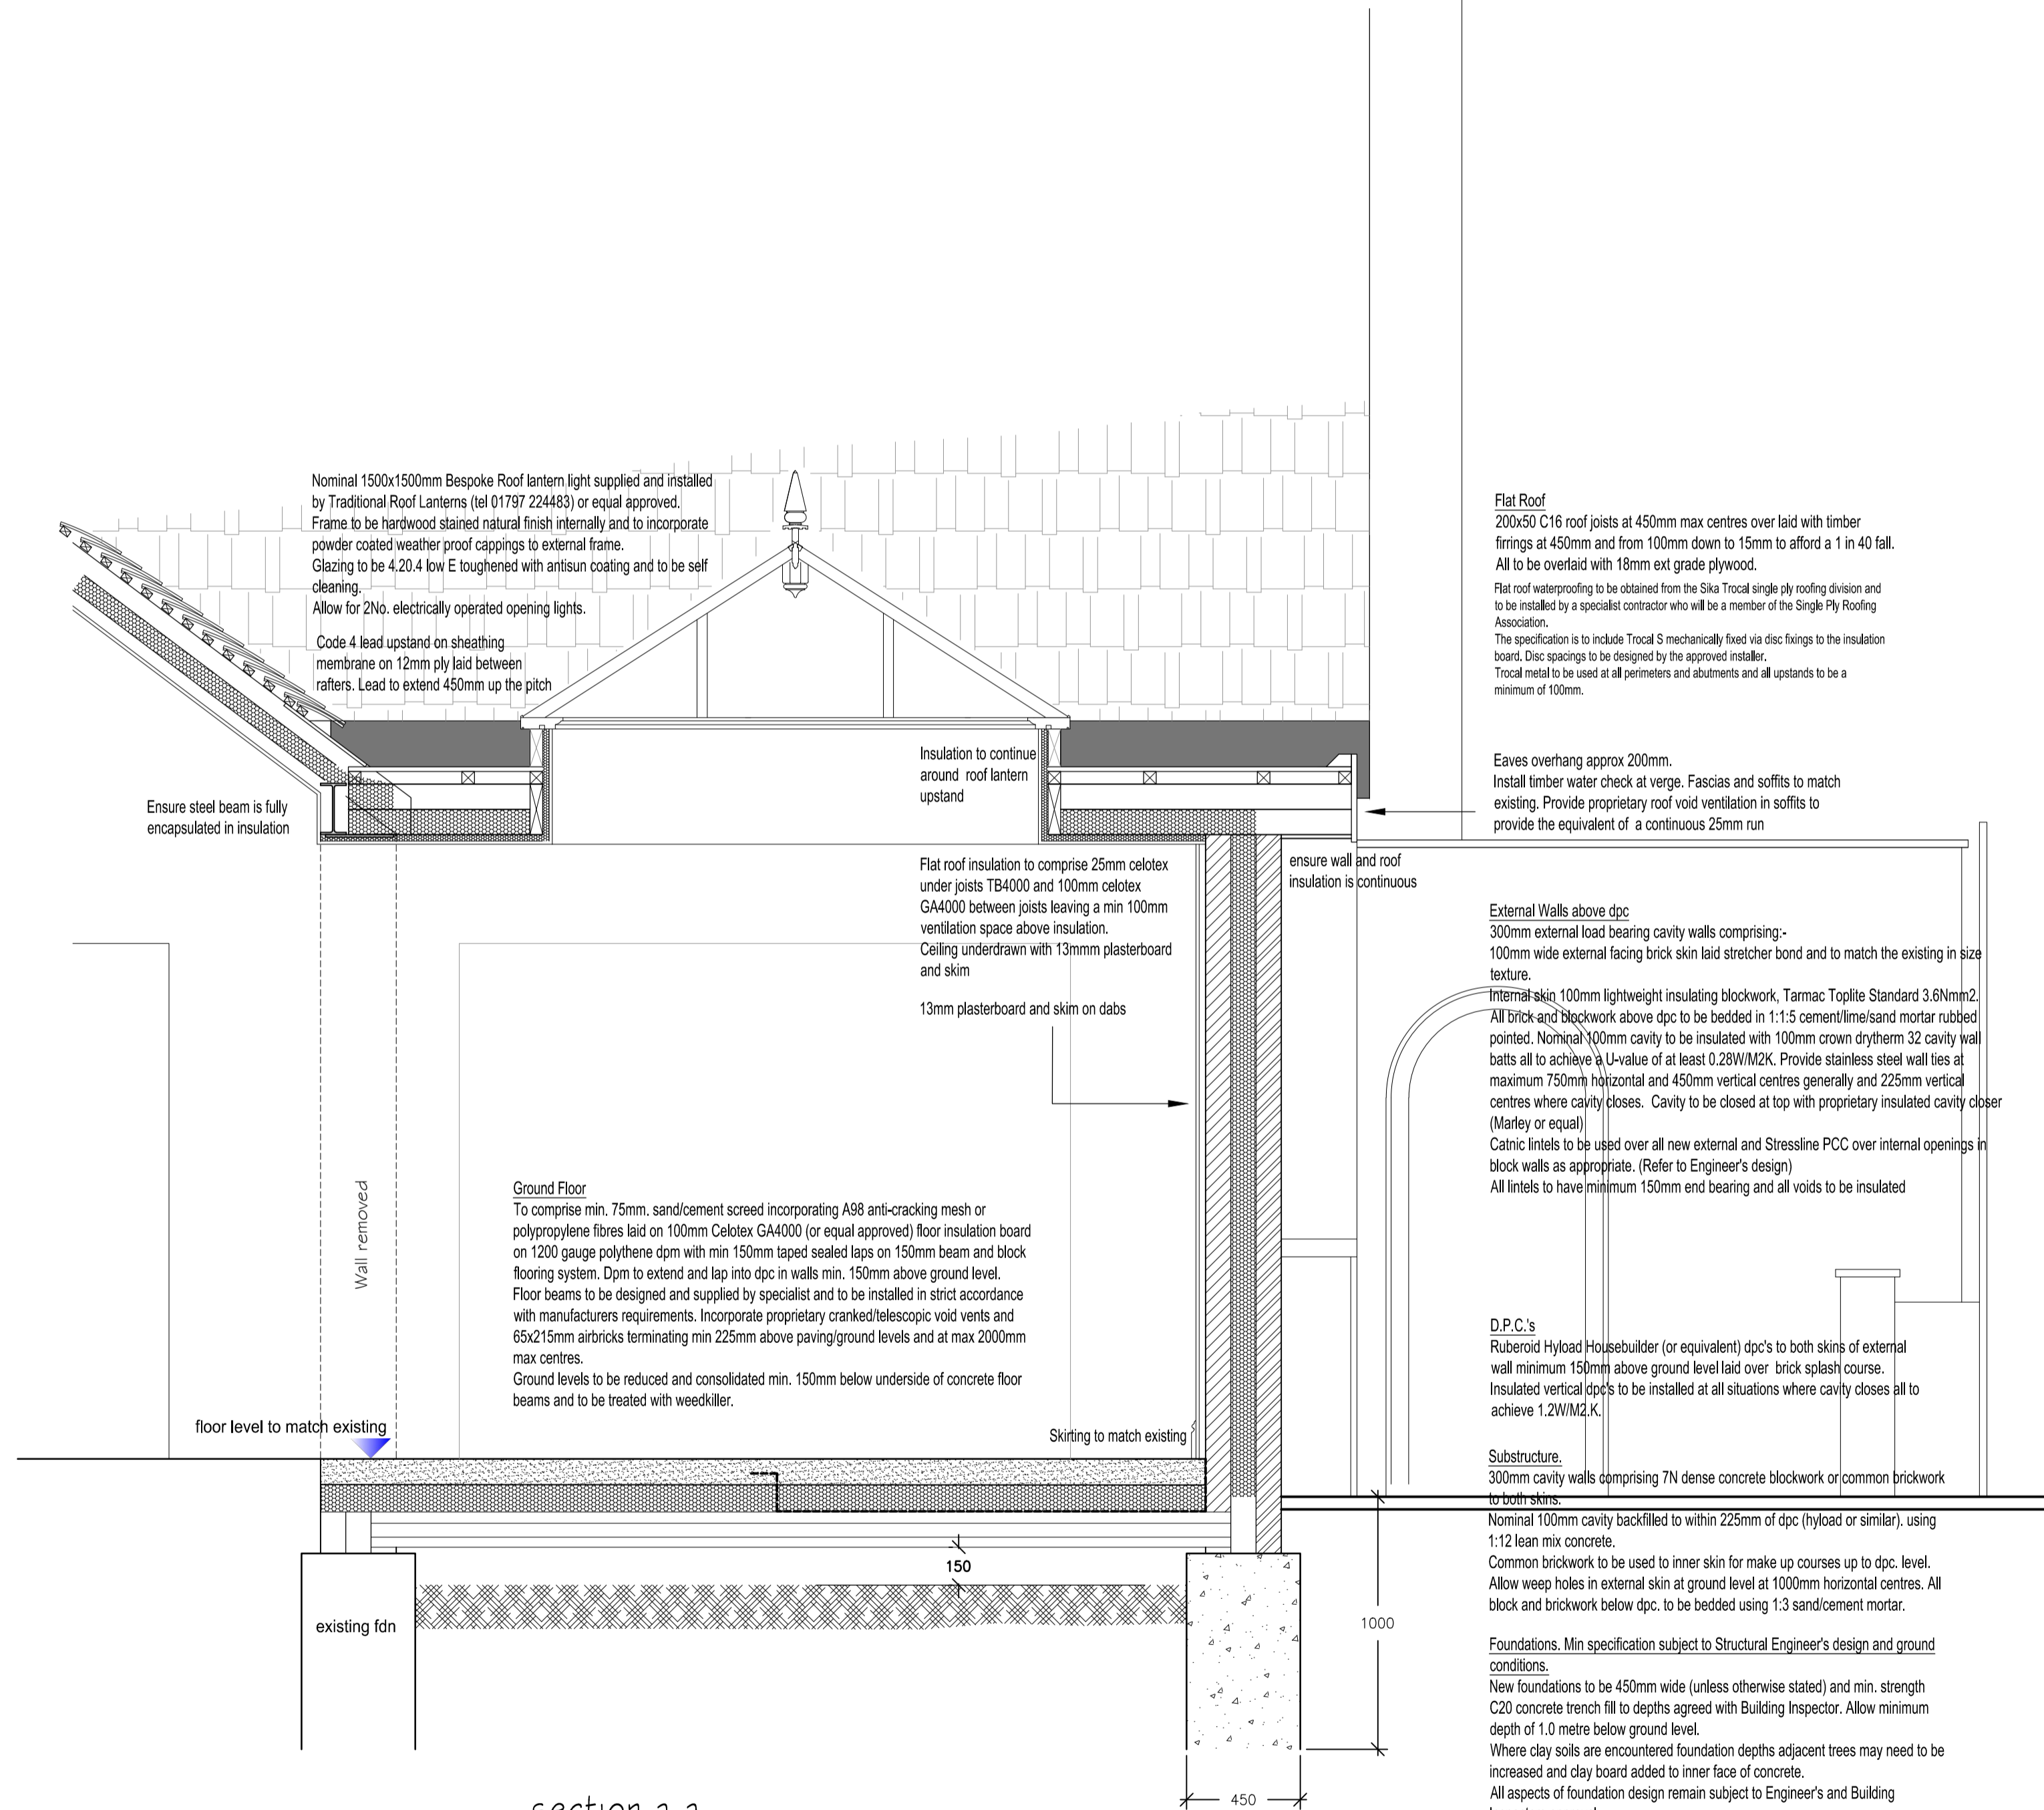 Nominal 1500x1500mm Bespoke Roof lantern light supplied and installed
by Traditional Roof Lanterns (tel 01797 224483) or equal approved.
Frame to be hardwood stained natural finish internally and to incorporate
powder coated weather proof cappings to external frame.
Glazing to be 4.20.4 low E toughened with antisun coating and to be self
cleaning.
Allow for 2No. electrically operated opening lights.
Code 4 lead upstand on sheathing
membrane on 12mm ply laid between
rafters. Lead to extend 450mm up the pitch
Ensure steel beam is fully
encapsulated in insulation
Insulation to continue
around roof lantern
upstand
Flat roof insulation to comprise 25mm celotex
under joists TB4000 and 100mm celotex
GA4000 between joists leaving a min 100mm
ventilation space above insulation.
Ceiling underdrawn with 13mmm plasterboard
and skim
13mm plasterboard and skim on dabs
ensure wall and roof
insulation is continuous
Wall removed
Ground Floor
To comprise min. 75mm. sand/cement screed incorporating A98 anti-cracking mesh or
polypropylene fibres laid on 100mm Celotex GA4000 (or equal approved) floor insulation board
on 1200 gauge polythene dpm with min 150mm taped sealed laps on 150mm beam and block
flooring system. Dpm to extend and lap into dpc in walls min. 150mm above ground level.
Floor beams to be designed and supplied by specialist and to be installed in strict accordance
with manufacturers requirements. Incorporate proprietary cranked/telescopic void vents and
65x215mm airbricks terminating min 225mm above paving/ground levels and at max 2000mm
max centres.
Ground levels to be reduced and consolidated min. 150mm below underside of concrete floor
beams and to be treated with weedkiller.
floor level to match existing
Skirting to match existing
150
existing fdn
1000
450
section a-a
Flat Roof
200x50 C16 roof joists at 450mm max centres over laid with timber
firrings at 450mm and from 100mm down to 15mm to afford a 1 in 40 fall.
All to be overlaid with 18mm ext grade plywood.
Flat roof waterproofing to be obtained from the Sika Trocal single ply roofing division and
to be installed by a specialist contractor who will be a member of the Single Ply Roofing
Association.
The specification is to include Trocal S mechanically fixed via disc fixings to the insulation
board. Disc spacings to be designed by the approved installer.
Trocal metal to be used at all perimeters and abutments and all upstands to be a
minimum of 100mm.
Eaves overhang approx 200mm.
Install timber water check at verge. Fascias and soffits to match
existing. Provide proprietary roof void ventilation in soffits to
provide the equivalent of a continuous 25mm run
External Walls above dpc
300mm external load bearing cavity walls comprising:-
100mm wide external facing brick skin laid stretcher bond and to match the existing in size
texture.
Internal skin 100mm lightweight insulating blockwork, Tarmac Toplite Standard 3.6Nmm2.
All brick and blockwork above dpc to be bedded in 1:1:5 cement/lime/sand mortar rubbed
pointed. Nominal 100mm cavity to be insulated with 100mm crown drytherm 32 cavity wall
batts all to achieve a U-value of at least 0.28W/M2K. Provide stainless steel wall ties at
maximum 750mm horizontal and 450mm vertical centres generally and 225mm vertical
centres where cavity closes. Cavity to be closed at top with proprietary insulated cavity closer
(Marley or equal)
Catnic lintels to be used over all new external and Stressline PCC over internal openings in
block walls as appropriate. (Refer to Engineer's design)
All lintels to have minimum 150mm end bearing and all voids to be insulated
D.P.C.'s
Ruberoid Hyload Housebuilder (or equivalent) dpc's to both skins of external
wall minimum 150mm above ground level laid over brick splash course.
Insulated vertical dpc's to be installed at all situations where cavity closes all to
achieve 1.2W/M2.K.
Substructure.
300mm cavity walls comprising 7N dense concrete blockwork or common brickwork
to both skins.
Nominal 100mm cavity backfilled to within 225mm of dpc (hyload or similar). using
1:12 lean mix concrete.
Common brickwork to be used to inner skin for make up courses up to dpc. level.
Allow weep holes in external skin at ground level at 1000mm horizontal centres. All
block and brickwork below dpc. to be bedded using 1:3 sand/cement mortar.
Foundations. Min specification subject to Structural Engineer's design and ground
conditions.
New foundations to be 450mm wide (unless otherwise stated) and min. strength
C20 concrete trench fill to depths agreed with Building Inspector. Allow minimum
depth of 1.0 metre below ground level.
Where clay soils are encountered foundation depths adjacent trees may need to be
increased and clay board added to inner face of concrete.
All aspects of foundation design remain subject to Engineer's and Building